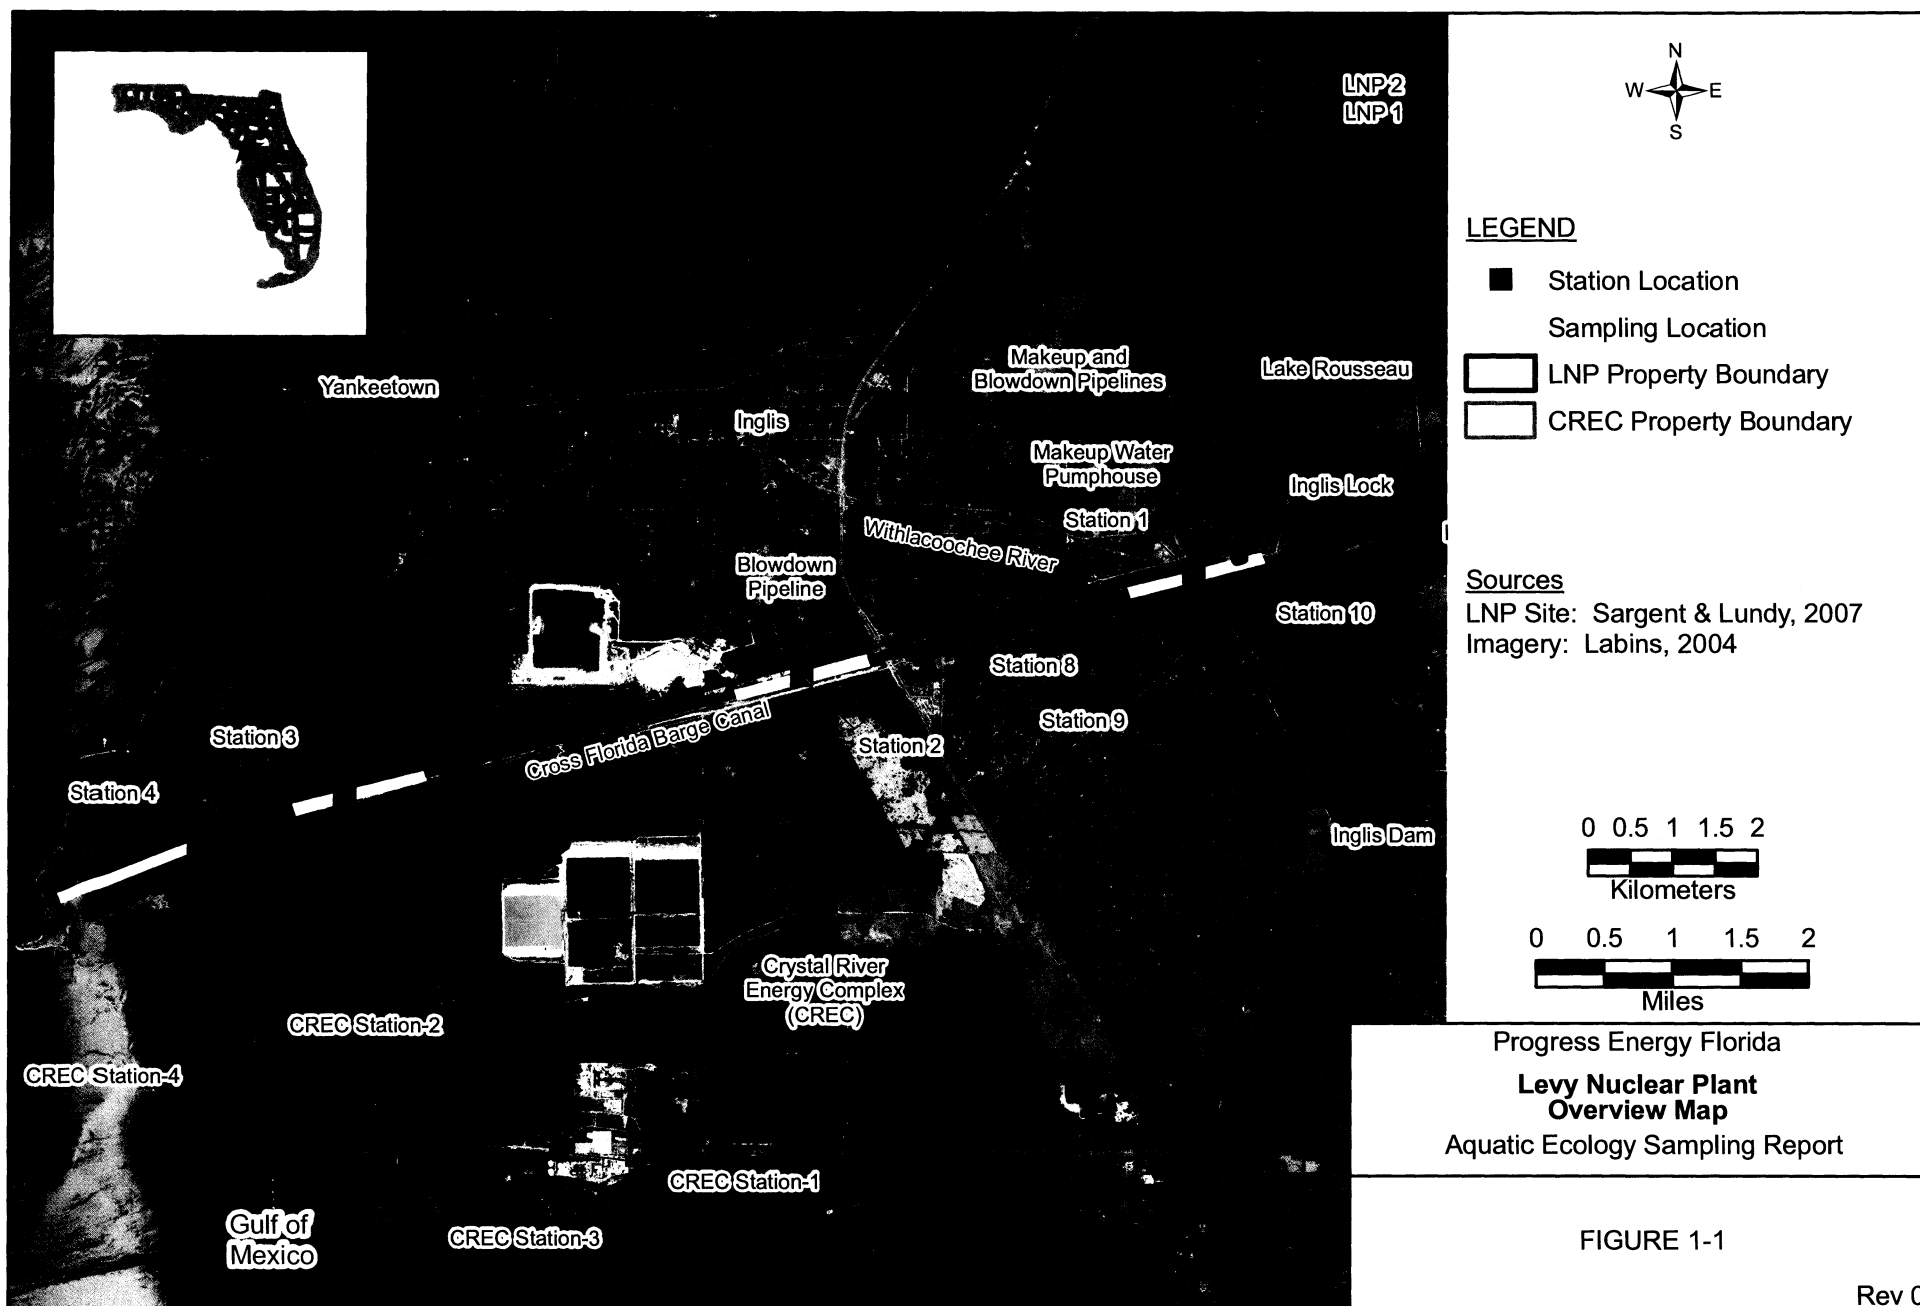 LNP 2
LNP 1
Makeup and
Blowdown Pipelines
Lake Rousseau
Yankeetown
Inglis
Makeup Water
Pumphouse
Inglis Lock
Station 1
Withlacoochee River
Blowdown
Pipeline
Station 10
Station 8
Station 9
Station 3
Cross Florida Barge Canal
Station 2
Station 4
Inglis Dam
Crystal River
Energy Complex
(CREC)
CREC Station-2
CREC Station-4
CREC Station-1
Gulf of
Mexico
CREC Station-3
N
W E
S
LEGEND
Station Location
Sampling Location
LNP Property Boundary
CREC Property Boundary
Sources
LNP Site: Sargent & Lundy, 2007
Imagery: Labins, 2004
0 0.5 1 1.5 2
Kilometers
0 0.5 1 1.5 2
Miles
Progress Energy Florida
Levy Nuclear Plant
Overview Map
Aquatic Ecology Sampling Report
FIGURE 1-1
Rev 0